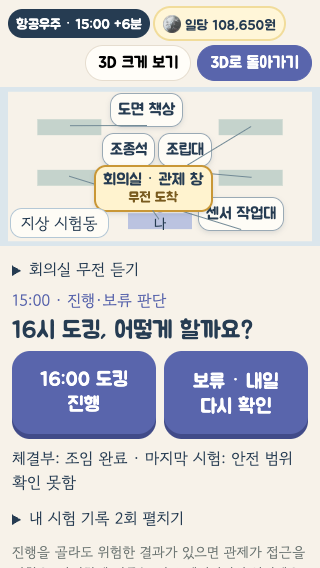 항공우주 · 15:00 +6분
일당 108,650원
3D 크게 보기
3D로 돌아가기
도면 책상
조종석
조립대
회의실 · 관제 창
무전 도착
센서 작업대
지상 시험동
나
▶ 회의실 무전 듣기
15:00 · 진행·보류 판단
16시 도킹, 어떻게 할까요?
16:00 도킹
진행
보류 · 내일
다시 확인
체결부: 조임 완료 · 마지막 시험: 안전 범위
확인 못함
▶ 내 시험 기록 2회 펼치기
진행을 골라도 위험한 결과가 있으면 관제가 접근을